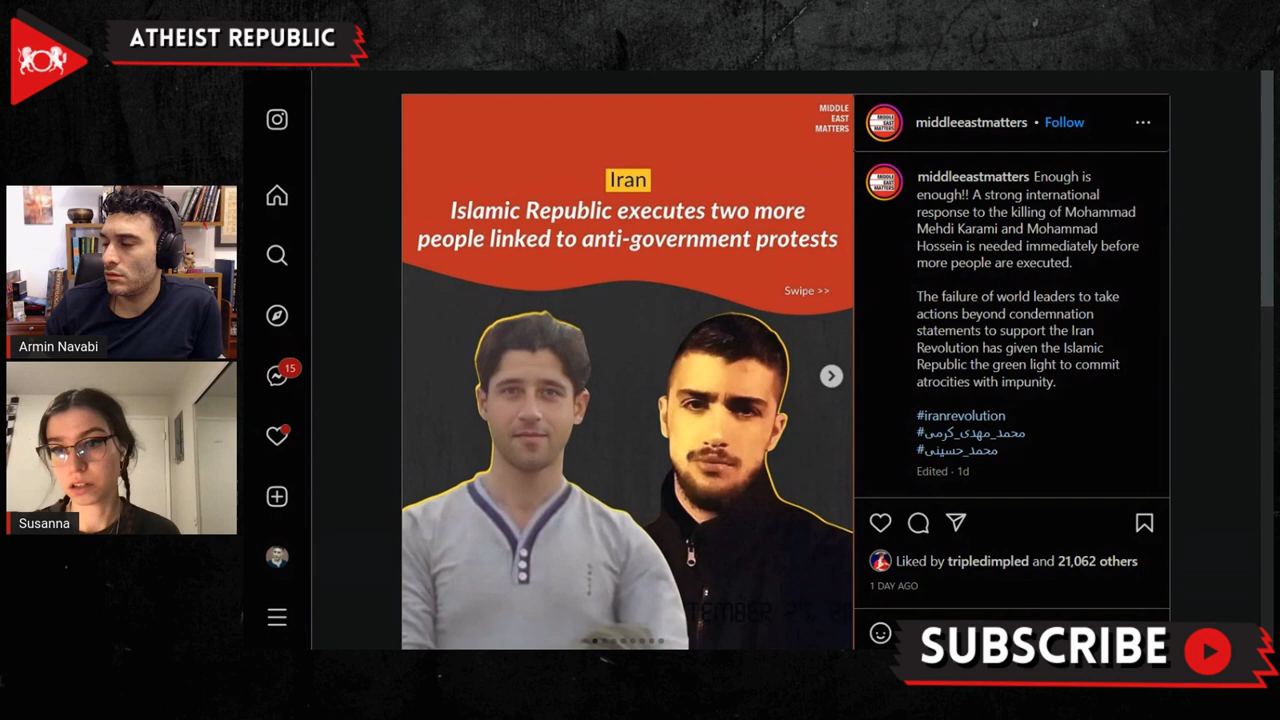 ATHEIST REPUBLIC
MIDDLE
EAST
MATTERS
Iran
Islamic Republic executes two more
people linked to anti-government protests
Swipe >>
Armin Navabi
Susanna
15
middleeastmatters • Follow
middleeastmatters Enough is
enough!! A strong international
response to the killing of Mohammad
Mehdi Karami and Mohammad
Hossein is needed immediately before
more people are executed.
The failure of world leaders to take
actions beyond condemnation
statements to support the Iran
Revolution has given the Islamic
Republic the green light to commit
atrocities with impunity.
#iranrevolution
#محمد_مهدی_کرمی
#محمد_حسینی
Edited · 1d
Liked by tripledimpled and 21,062 others
1 DAY AGO
SUBSCRIBE